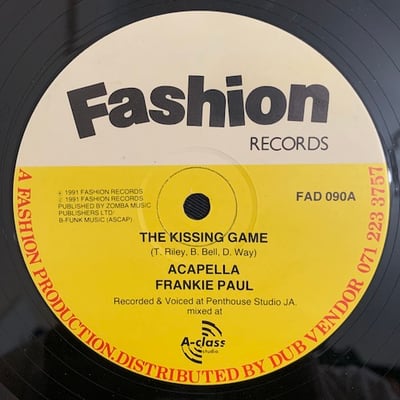 Fashion
RECORDS
℗ 1991 FASHION RECORDS
© 1991 FASHION RECORDS
PUBLISHED BY ZOMBA MUSIC
PUBLISHERS LTD/
B-FUNK MUSIC (ASCAP)
FAD 090A
THE KISSING GAME
(T. Riley, B. Bell, D. Way)
ACAPELLA
FRANKIE PAUL
Recorded & Voiced at Penthouse Studio JA.
mixed at
A-class
studio
A FASHION PRODUCTION. DISTRIBUTED BY DUB VENDOR 071 223 3757